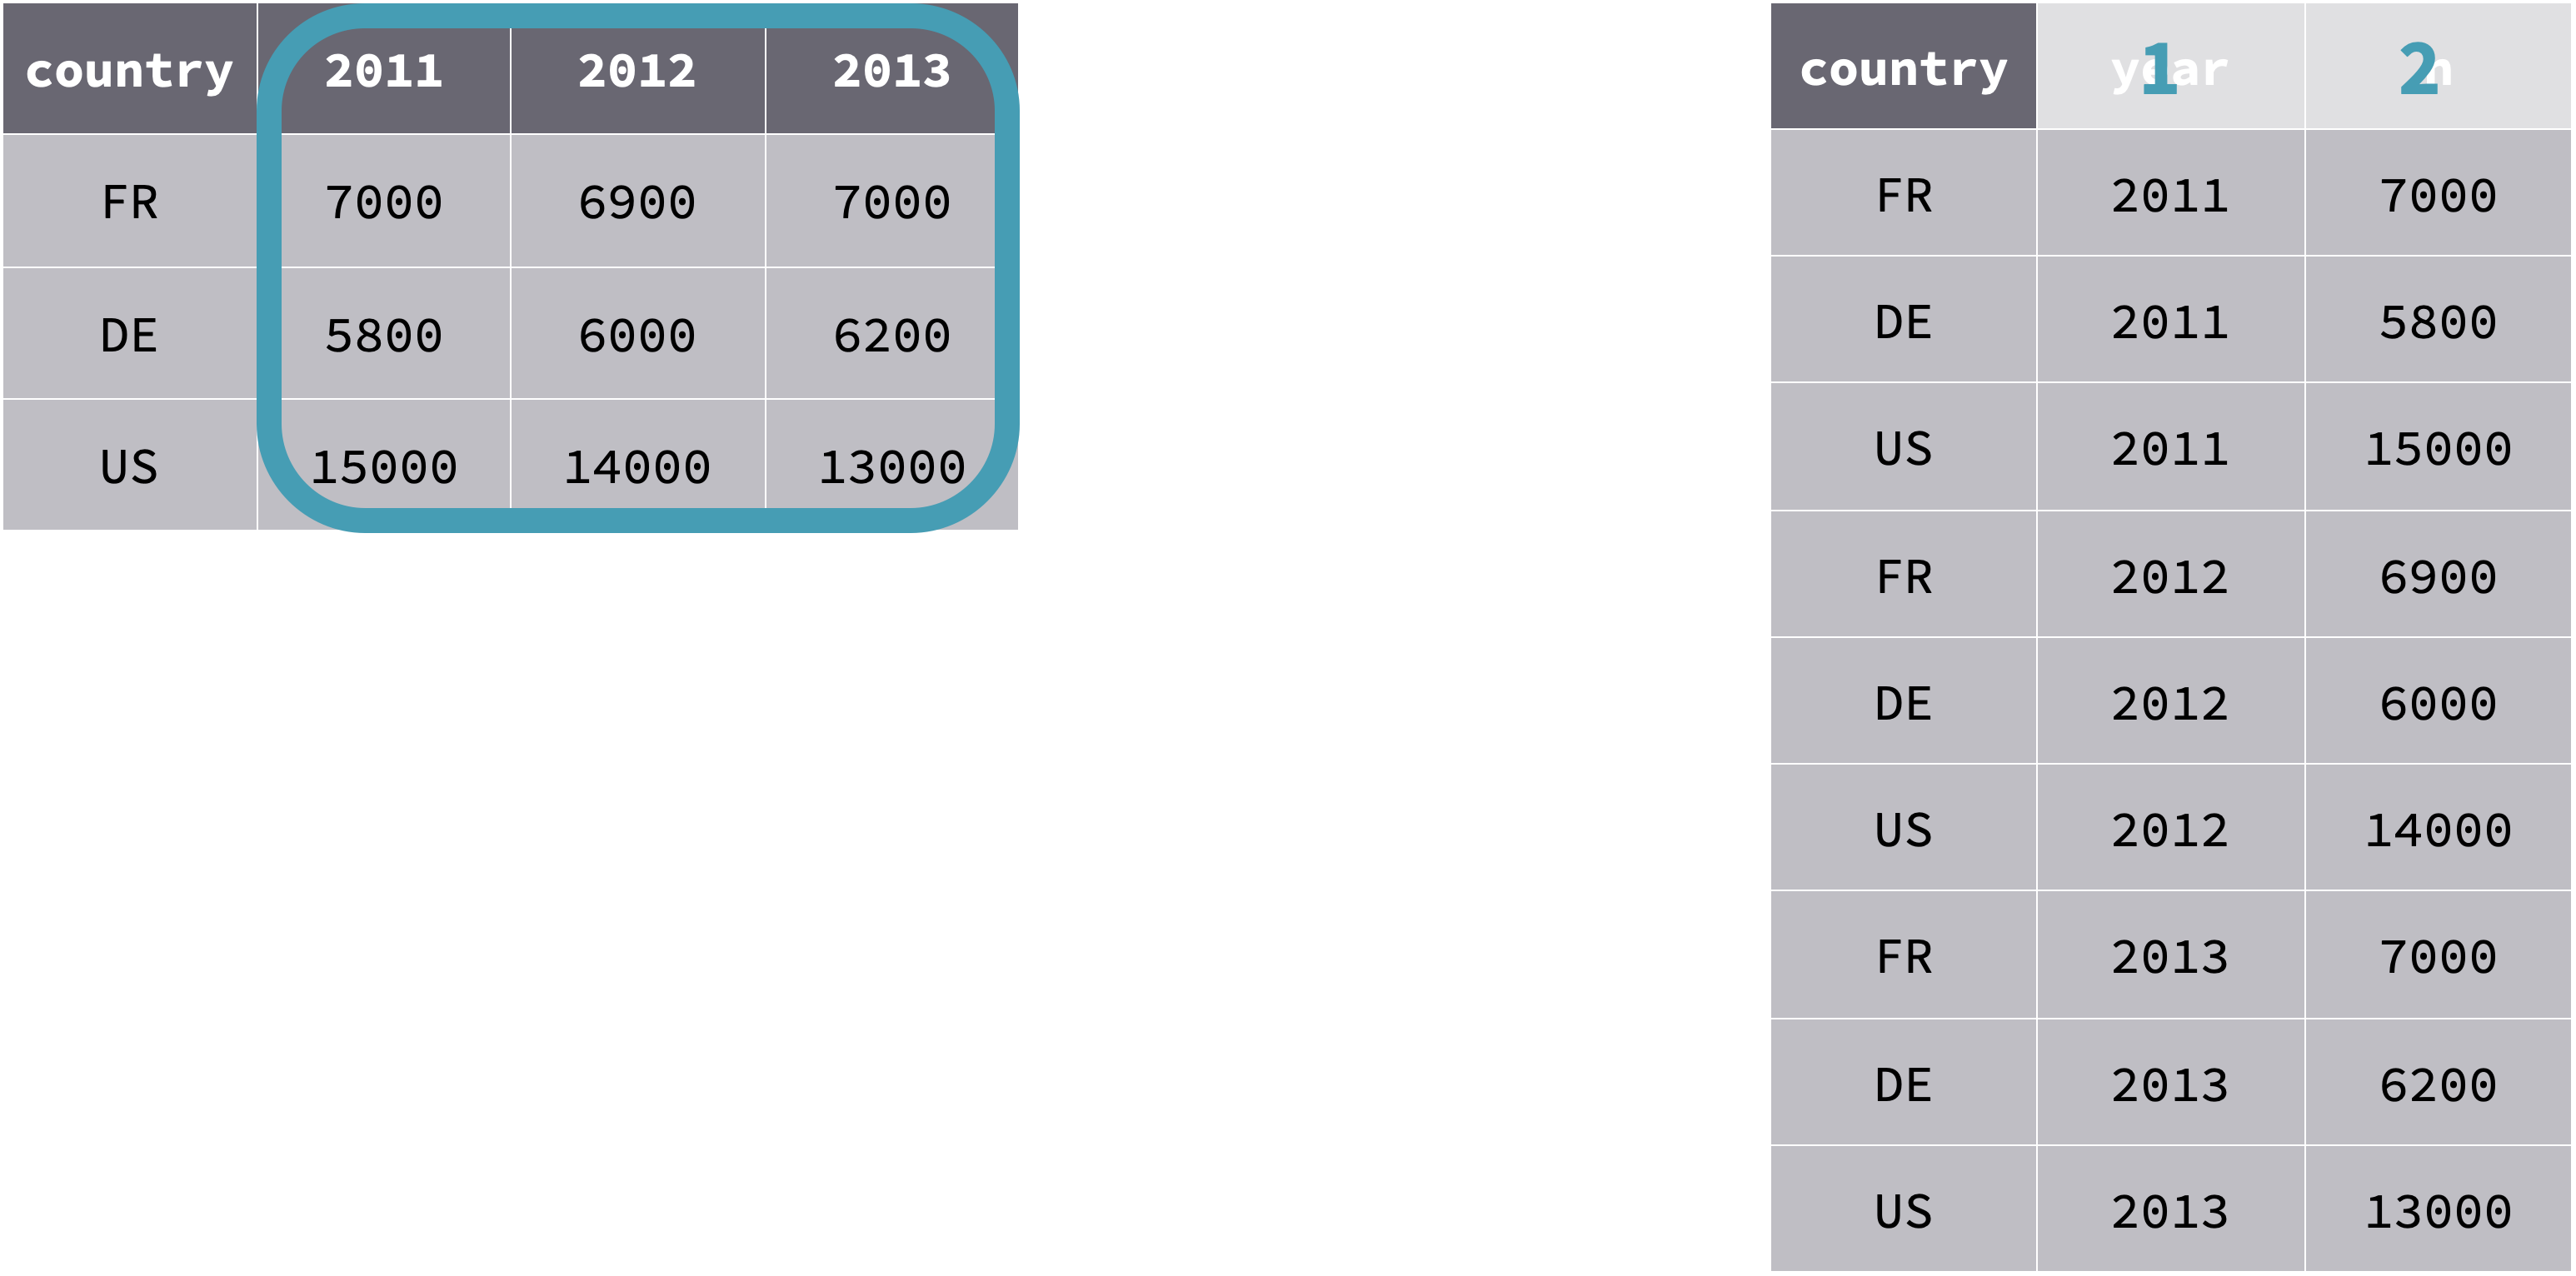 country 2011 2012 2013
FR 7000 6900 7000
DE 5800 6000 6200
US 15000 14000 13000
country year 1 n 2
FR 2011 7000
DE 2011 5800
US 2011 15000
FR 2012 6900
DE 2012 6000
US 2012 14000
FR 2013 7000
DE 2013 6200
US 2013 13000